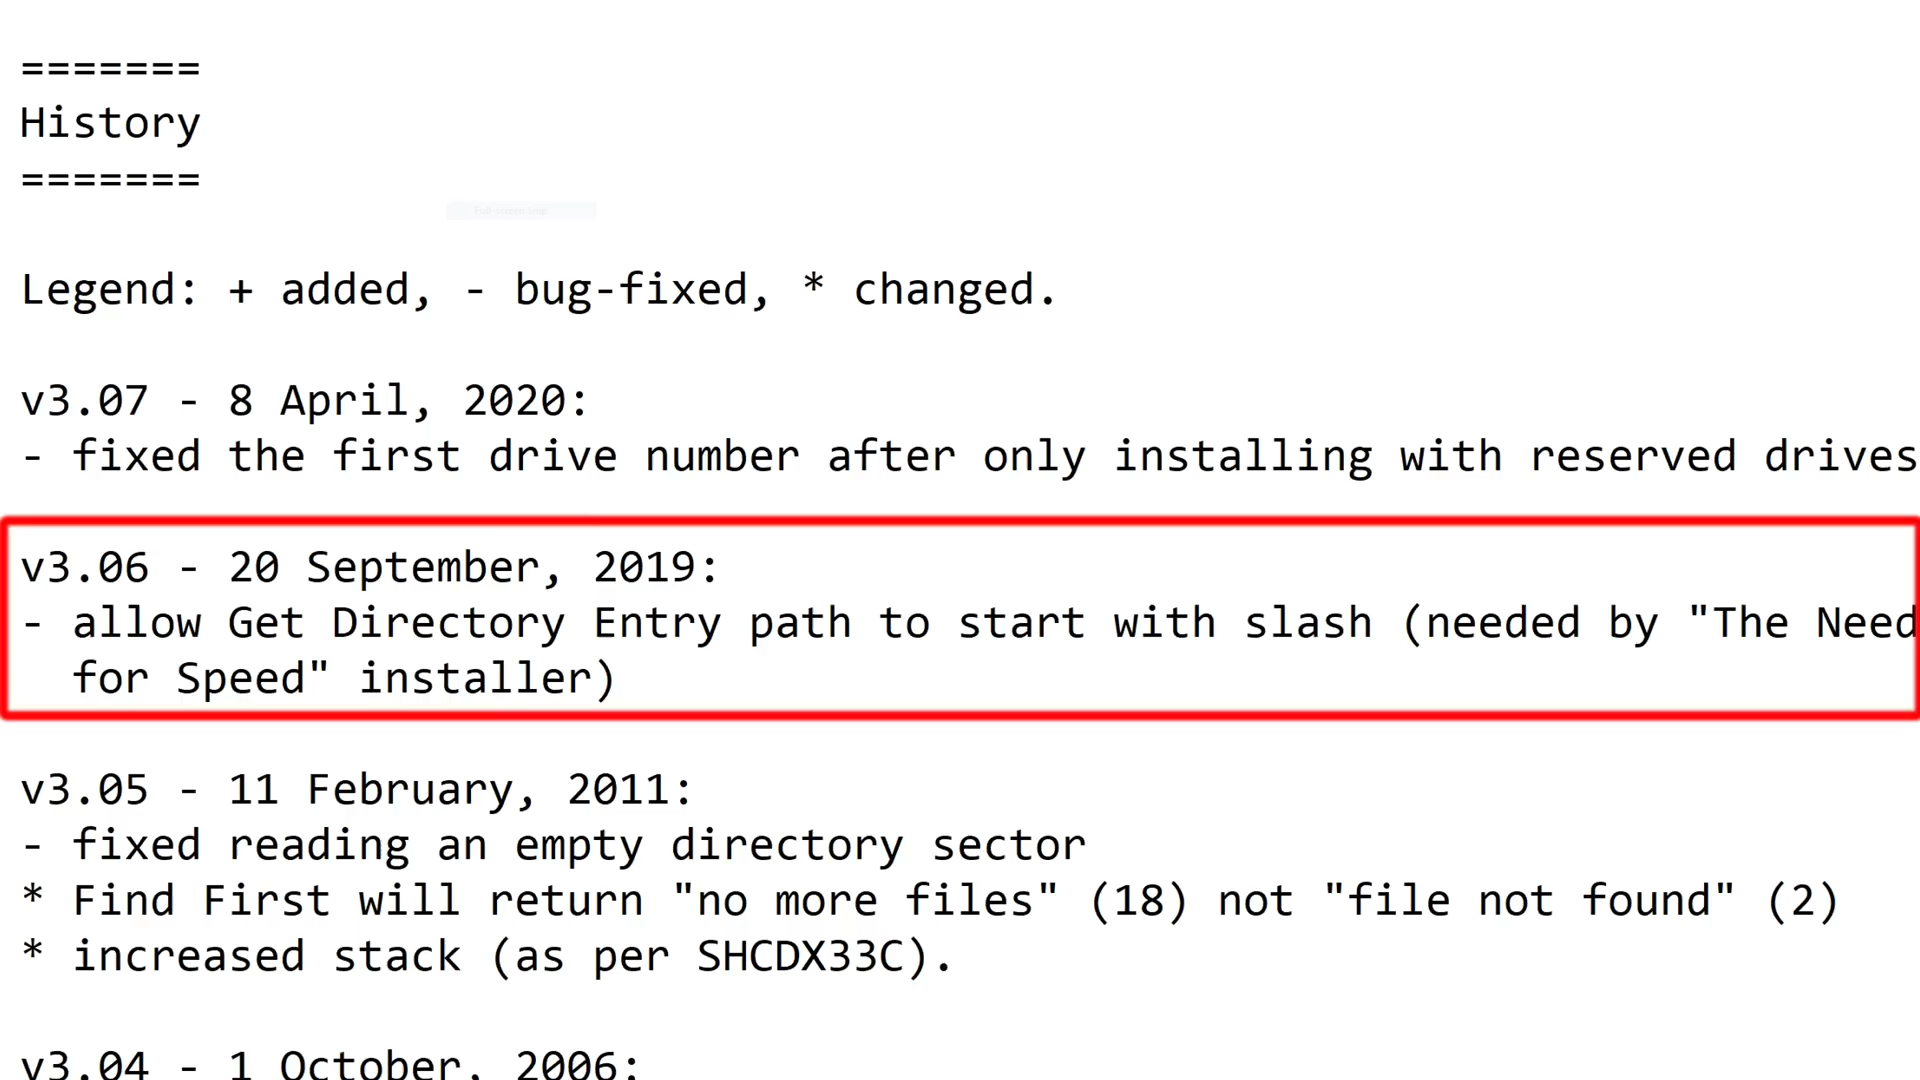 =======
History
=======
Full-screen Snip
Legend: + added, - bug-fixed, * changed.
v3.07 - 8 April, 2020:
- fixed the first drive number after only installing with reserved drives
v3.06 - 20 September, 2019:
- allow Get Directory Entry path to start with slash (needed by "The Need
for Speed" installer)
v3.05 - 11 February, 2011:
- fixed reading an empty directory sector
* Find First will return "no more files" (18) not "file not found" (2)
* increased stack (as per SHCDX33C).
v3.04 - 1 October, 2006: